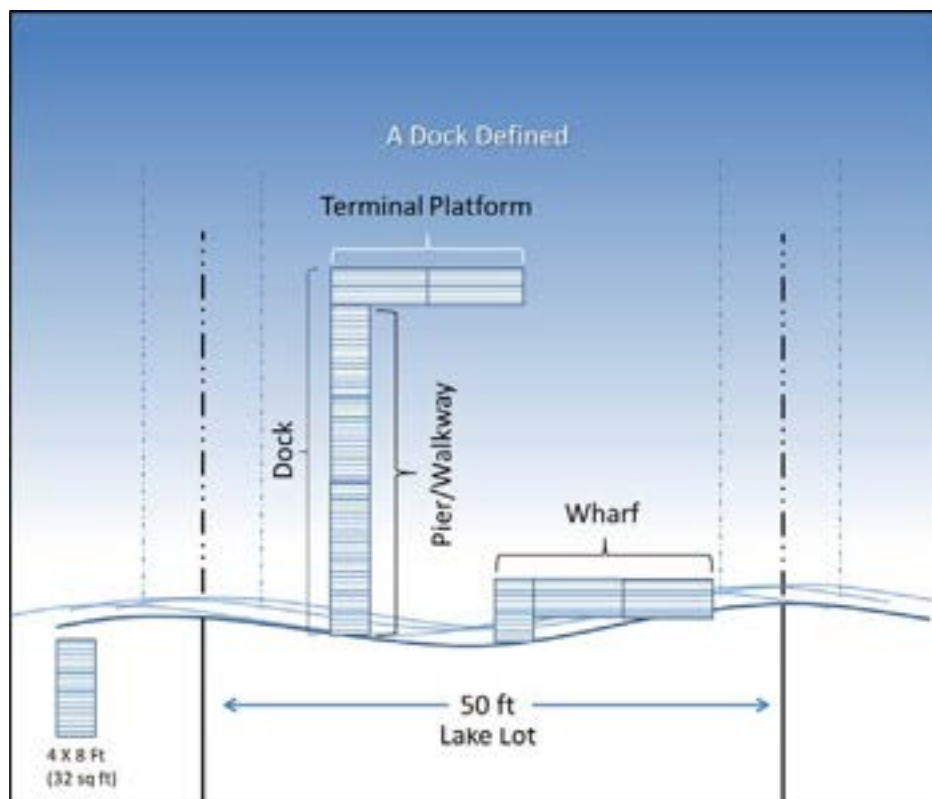 A Dock Defined
Terminal Platform
Dock
Pier/Walkway
Wharf
50 ft
Lake Lot
4 X 8 Ft
(32 sq ft)